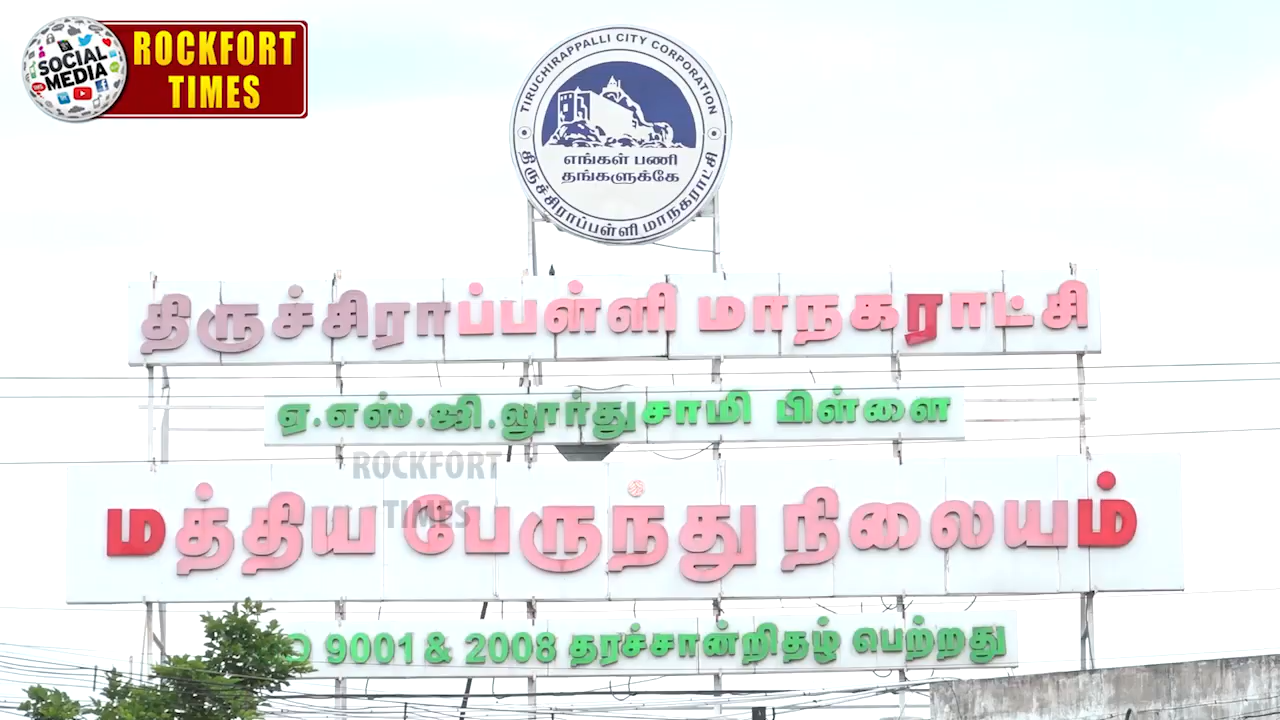 SOCIAL MEDIA
ROCKFORT
TIMES
TIRUCHIRAPPALLI CITY CORPORATION
எங்கள் பணி
தங்களுக்கே
திருச்சிராப்பள்ளி மாநகராட்சி
திருச்சிராப்பள்ளி மாநகராட்சி
ஏ.எஸ்.ஜி.லூர்துசாமி பிள்ளை
ROCKFORT
TIMES
மத்திய பேருந்து நிலையம்
9001 & 2008 தரச்சான்றிதழ் பெற்றது